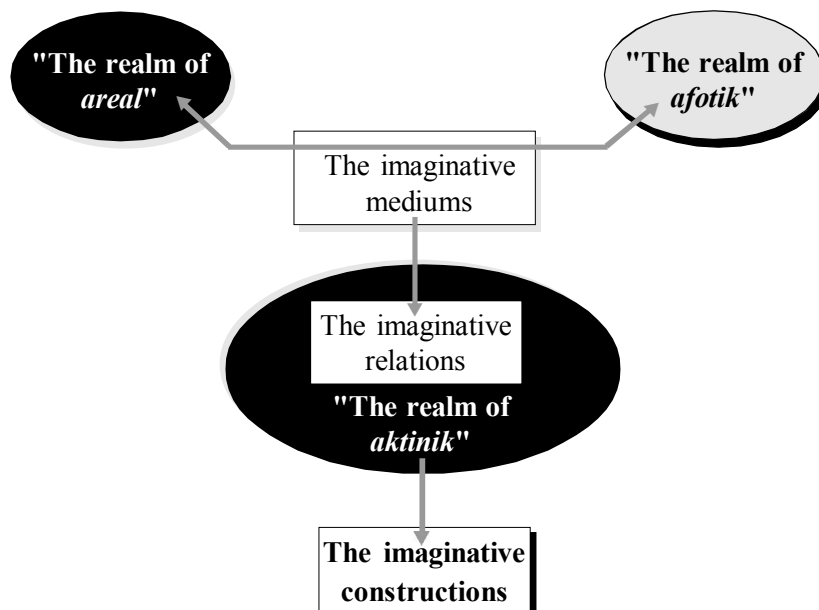 "The realm of
areal"
"The realm of
afotik"
The imaginative
mediums
The imaginative
relations
"The realm of
aktinik"
The imaginative
constructions